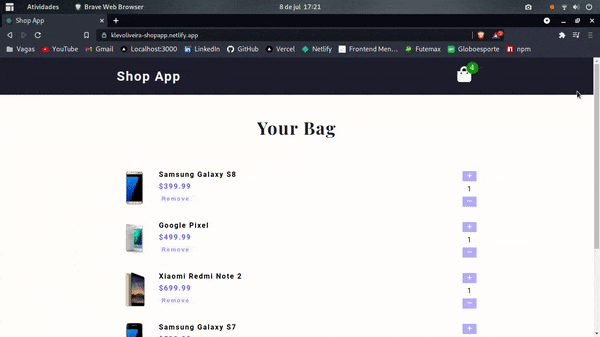 Atividades Brave Web Browser 8 de jul 17:21
Shop App
klevoliveira-shopapp.netlify.app
Vagas YouTube Gmail Localhost:3000 LinkedIn GitHub Vercel Netlify Frontend Men... Futemax Globoesporte npm
Shop App 4
Your Bag
Samsung Galaxy S8
$399.99
Remove
+
1
−
Google Pixel
$499.99
Remove
+
1
−
Xiaomi Redmi Note 2
$699.99
Remove
+
1
−
Samsung Galaxy S7
+